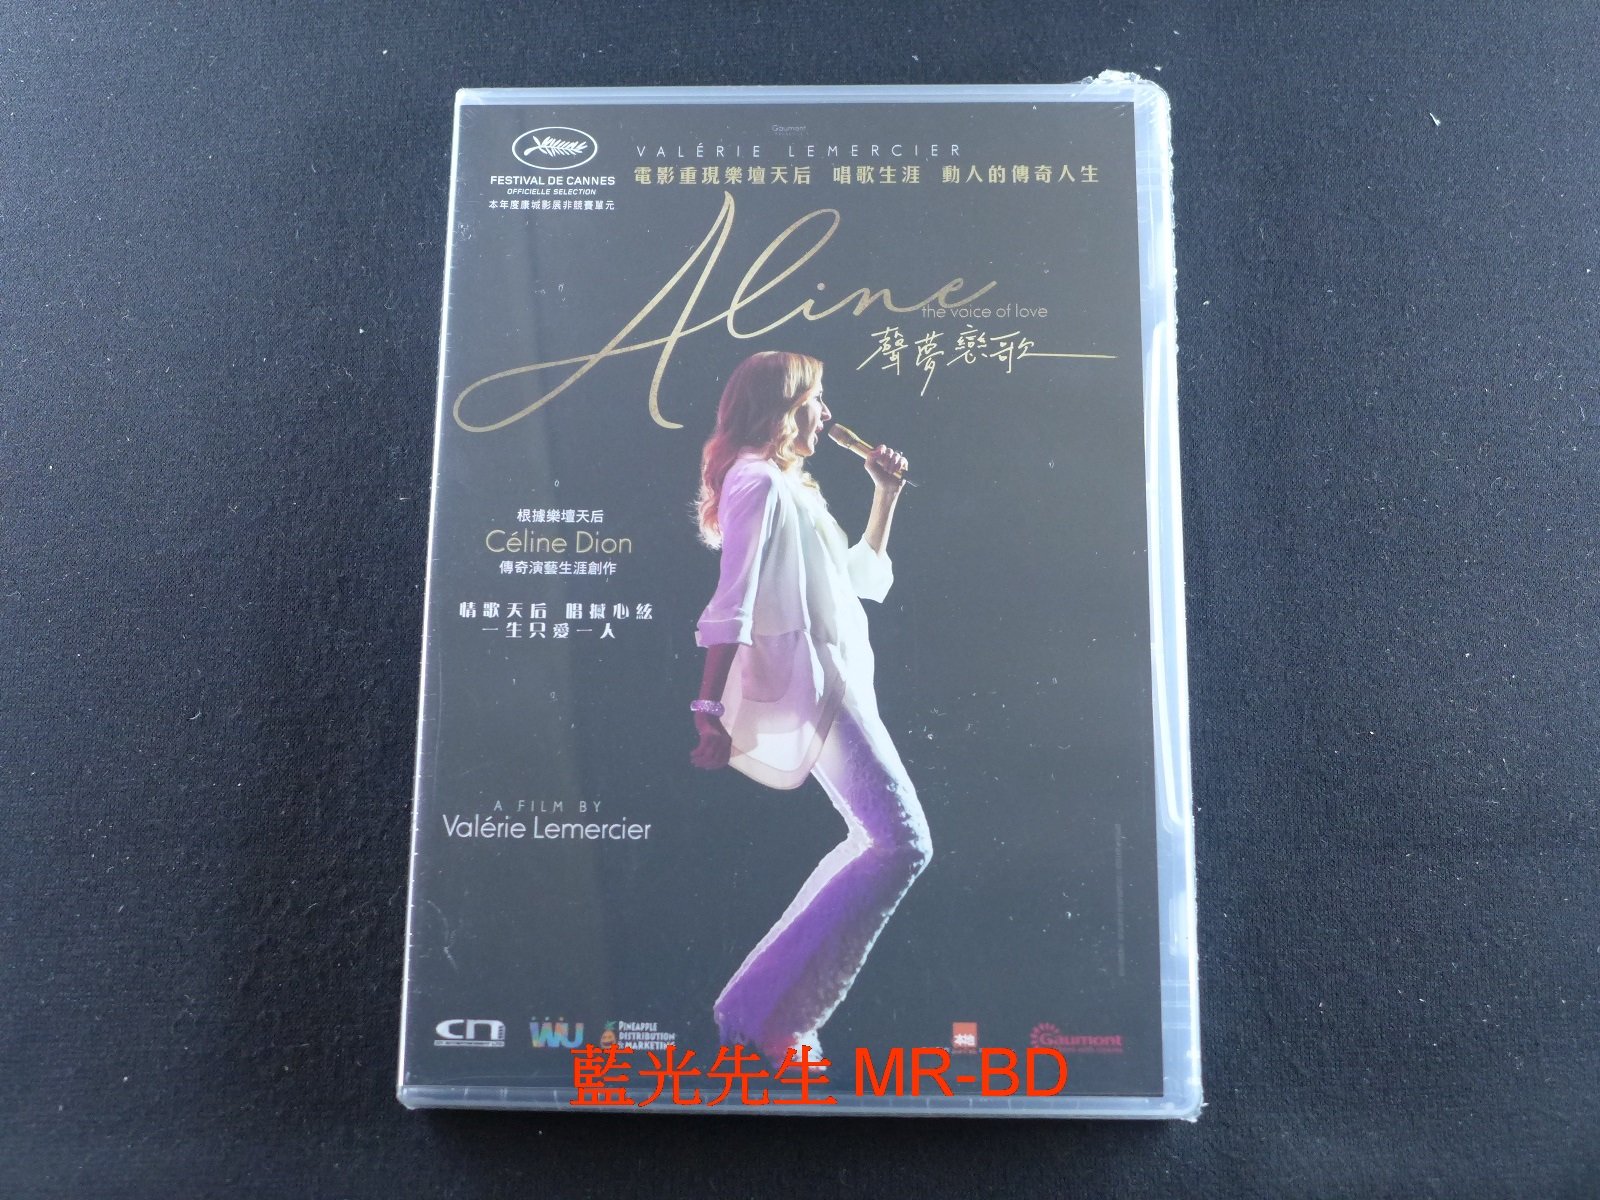 Gaumont
VALÉRIE LEMERCIER
FESTIVAL DE CANNES
OFFICIELLE SELECTION
本年度康城影展非競賽單元
電影重現樂壇天后 唱歌生涯 動人的傳奇人生
Aline
the voice of love
聲夢戀歌
根據樂壇天后
Céline Dion
傳奇演藝生涯創作
情歌天后 唱撼心絃
一生只愛一人
A FILM BY
Valérie Lemercier
cn
WU
PINEAPPLE
DISTRIBUTION
& MARKETING
本地
Gaumont
藍光先生 MR-BD